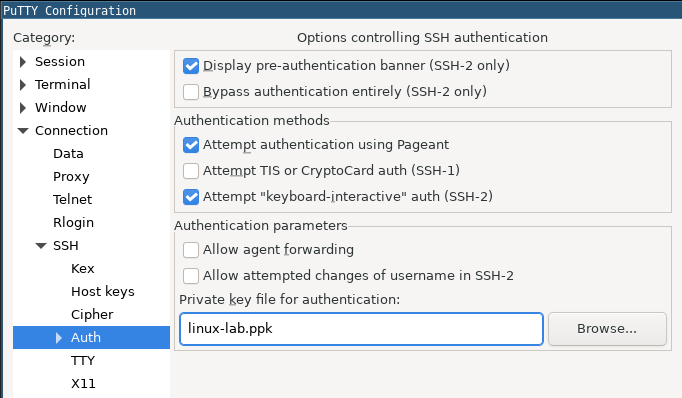 PuTTY Configuration
Category:
Options controlling SSH authentication
Session
Terminal
Window
Connection
Data
Proxy
Telnet
Rlogin
SSH
Kex
Host keys
Cipher
Auth
TTY
X11
Display pre-authentication banner (SSH-2 only)
Bypass authentication entirely (SSH-2 only)
Authentication methods
Attempt authentication using Pageant
Attempt TIS or CryptoCard auth (SSH-1)
Attempt "keyboard-interactive" auth (SSH-2)
Authentication parameters
Allow agent forwarding
Allow attempted changes of username in SSH-2
Private key file for authentication:
linux-lab.ppk
Browse...